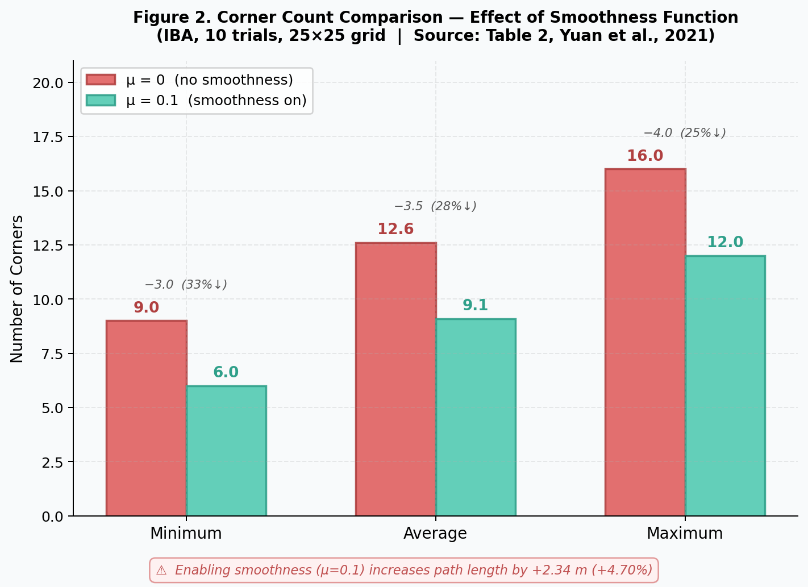 Figure 2. Corner Count Comparison — Effect of Smoothness Function
(IBA, 10 trials, 25×25 grid | Source: Table 2, Yuan et al., 2021)
μ = 0 (no smoothness)
μ = 0.1 (smoothness on)
Number of Corners
20.0
17.5
15.0
12.5
10.0
7.5
5.0
2.5
0.0
−3.0 (33%↓)
9.0
6.0
−3.5 (28%↓)
12.6
9.1
−4.0 (25%↓)
16.0
12.0
Minimum
Average
Maximum
⚠ Enabling smoothness (μ=0.1) increases path length by +2.34 m (+4.70%)